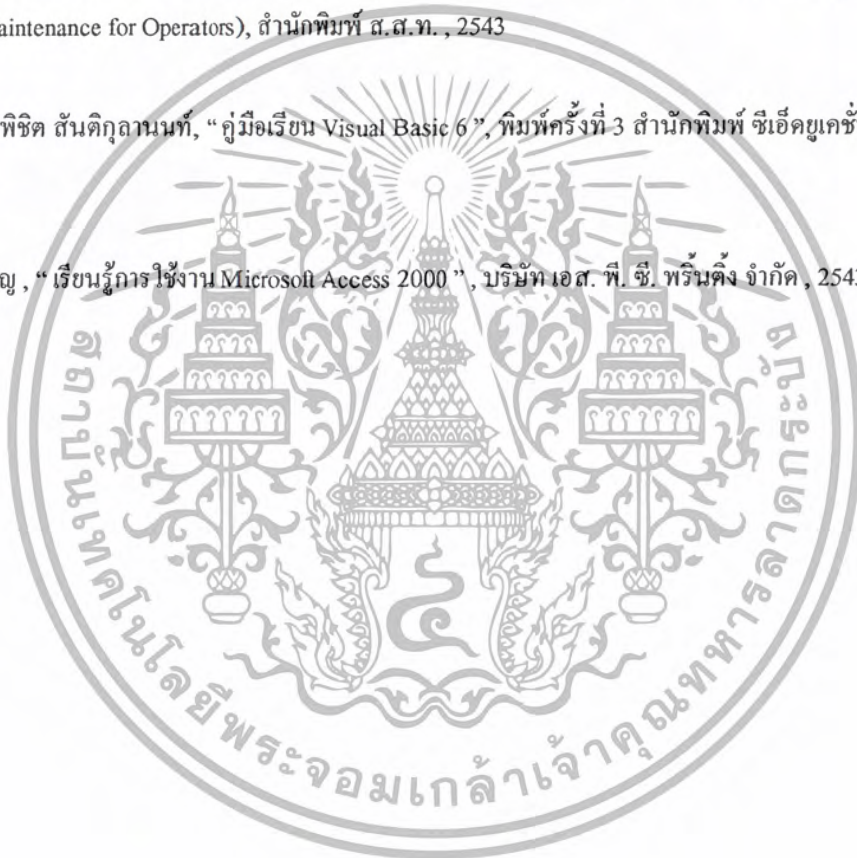 aintenance for Operators), สำนักพิมพ์ ส.ส.ท. , 2543
พิชิต สันติกุลานนท์, “ คู่มือเรียน Visual Basic 6 ”, พิมพ์ครั้งที่ 3 สำนักพิมพ์ ซีเอ็ดยูเคชั่
ญ , “ เรียนรู้การใช้งาน Microsoft Access 2000 ” , บริษัท เอส. พี. ซี. พริ้นติ้ง จำกัด , 2543
สถาบันเทคโนโลยีพระจอมเกล้าเจ้าคุณทหารลาดกระบัง
๔